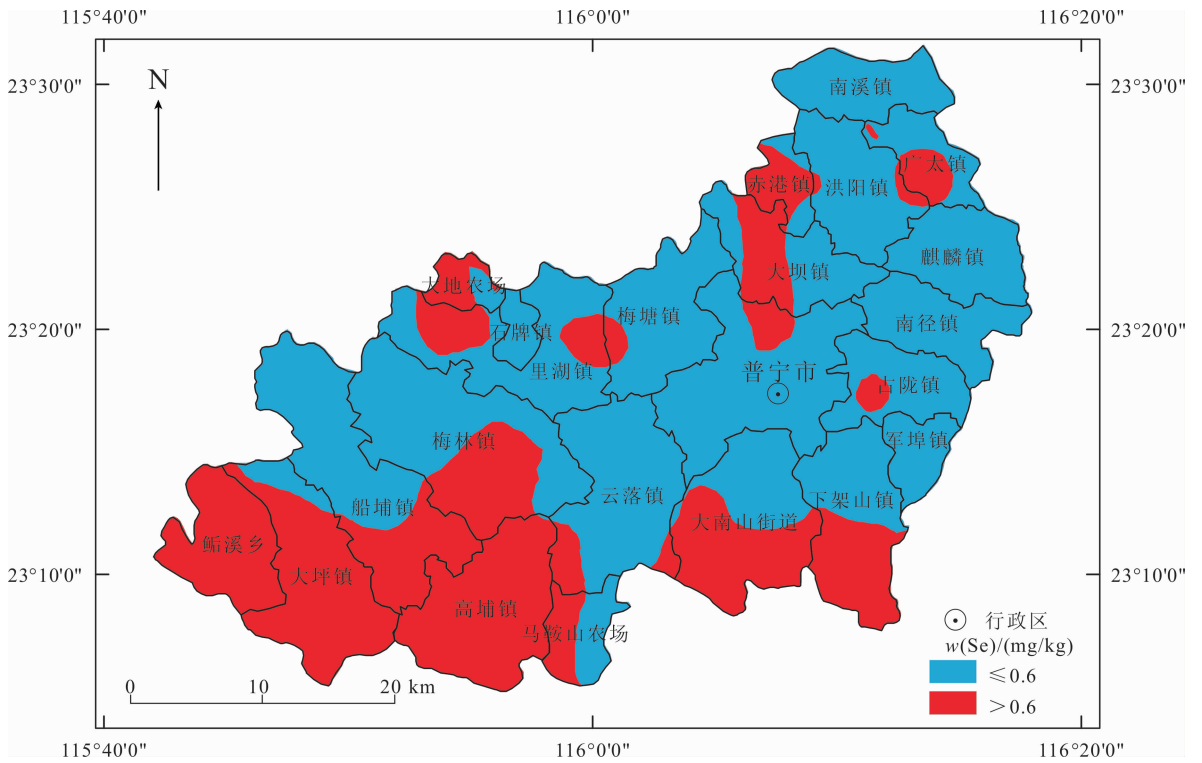 115°40′0″
116°0′0″
116°20′0″
N
23°30′0″
23°30′0″
南溪镇
广太镇
赤港镇
洪阳镇
麒麟镇
大坝镇
大地农场
23°20′0″
石牌镇
梅塘镇
南径镇
23°20′0″
里湖镇
普宁市
占陇镇
梅林镇
军埠镇
船埔镇
云落镇
下架山镇
大南山街道
鲘溪乡
大坪镇
23°10′0″
23°10′0″
高埔镇
马鞍山农场
行政区
w(Se)/(mg/kg)
≤0.6
>0.6
0 10 20 km
115°40′0″
116°0′0″
116°20′0″